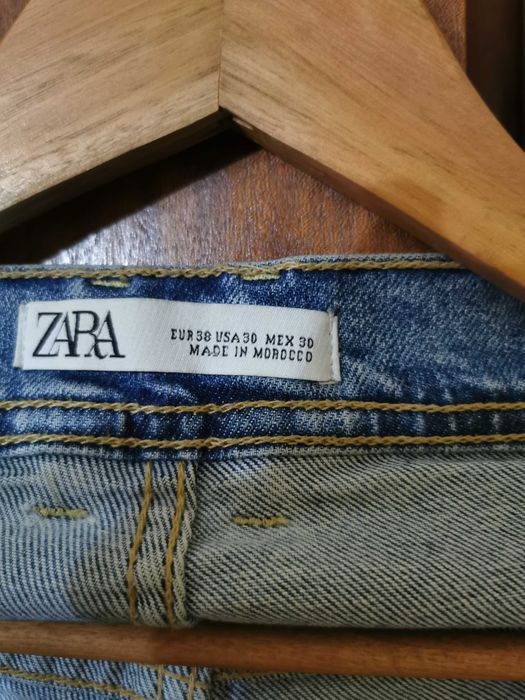 ZARA
EUR 38 USA 30 MEX 30
MADE IN MOROCCO